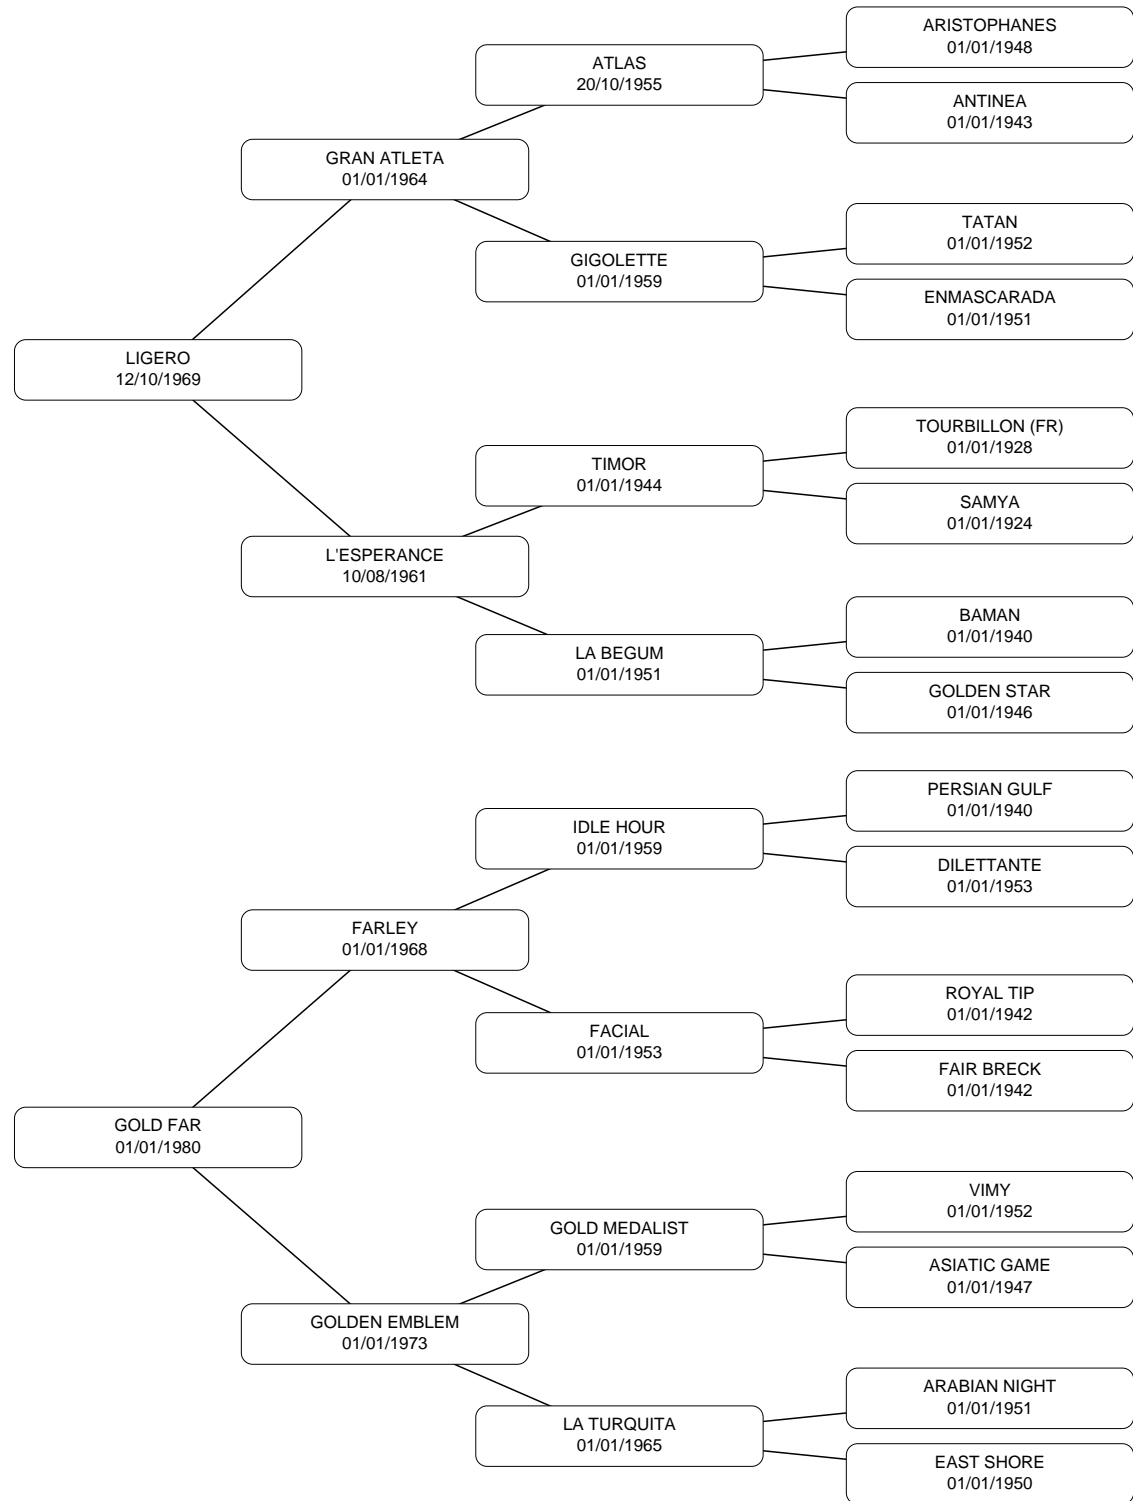 ARISTOPHANES
01/01/1948
ATLAS
20/10/1955
ANTINEA
01/01/1943
GRAN ATLETA
01/01/1964
TATAN
01/01/1952
GIGOLETTE
01/01/1959
ENMASCARADA
01/01/1951
LIGERO
12/10/1969
TOURBILLON (FR)
01/01/1928
TIMOR
01/01/1944
SAMYA
01/01/1924
L'ESPERANCE
10/08/1961
BAMAN
01/01/1940
LA BEGUM
01/01/1951
GOLDEN STAR
01/01/1946
PERSIAN GULF
01/01/1940
IDLE HOUR
01/01/1959
DILETTANTE
01/01/1953
FARLEY
01/01/1968
ROYAL TIP
01/01/1942
FACIAL
01/01/1953
FAIR BRECK
01/01/1942
GOLD FAR
01/01/1980
VIMY
01/01/1952
GOLD MEDALIST
01/01/1959
ASIATIC GAME
01/01/1947
GOLDEN EMBLEM
01/01/1973
ARABIAN NIGHT
01/01/1951
LA TURQUITA
01/01/1965
EAST SHORE
01/01/1950